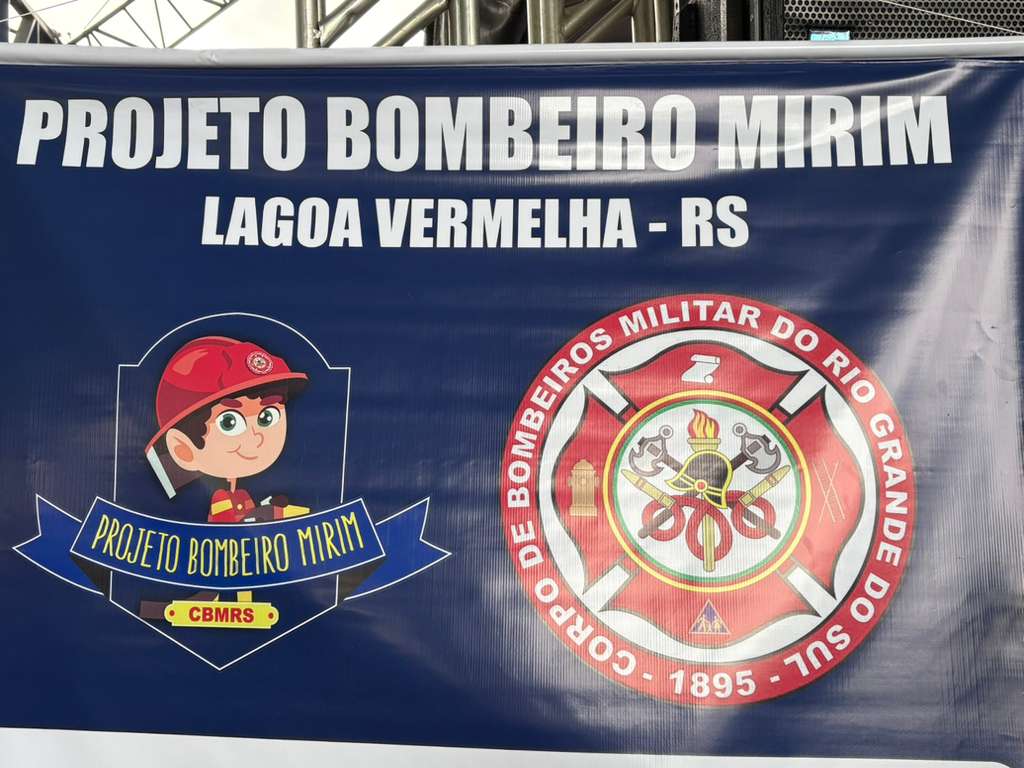 PROJETO BOMBEIRO MIRIM
LAGOA VERMELHA - RS
PROJETO BOMBEIRO MIRIM
CBMRS
CORPO DE BOMBEIROS MILITAR DO RIO GRANDE DO SUL
- 1895 -